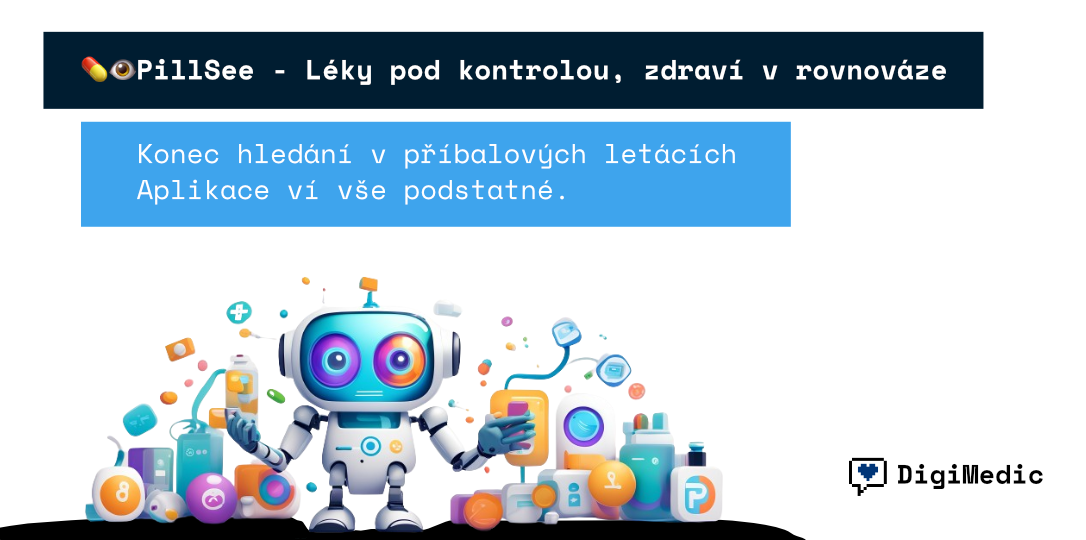 💊👁️PillSee - Léky pod kontrolou, zdraví v rovnováze
Konec hledání v příbalových letácích
Aplikace ví vše podstatné.
DigiMedic